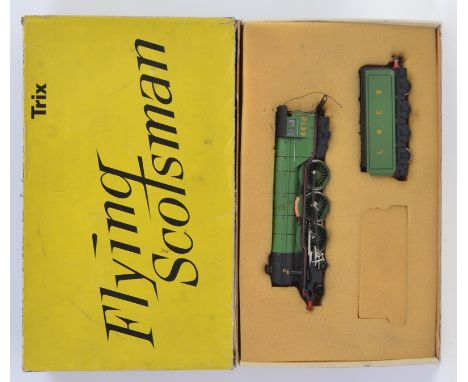 Trix
Flying
Scotsman
4472
L N E R